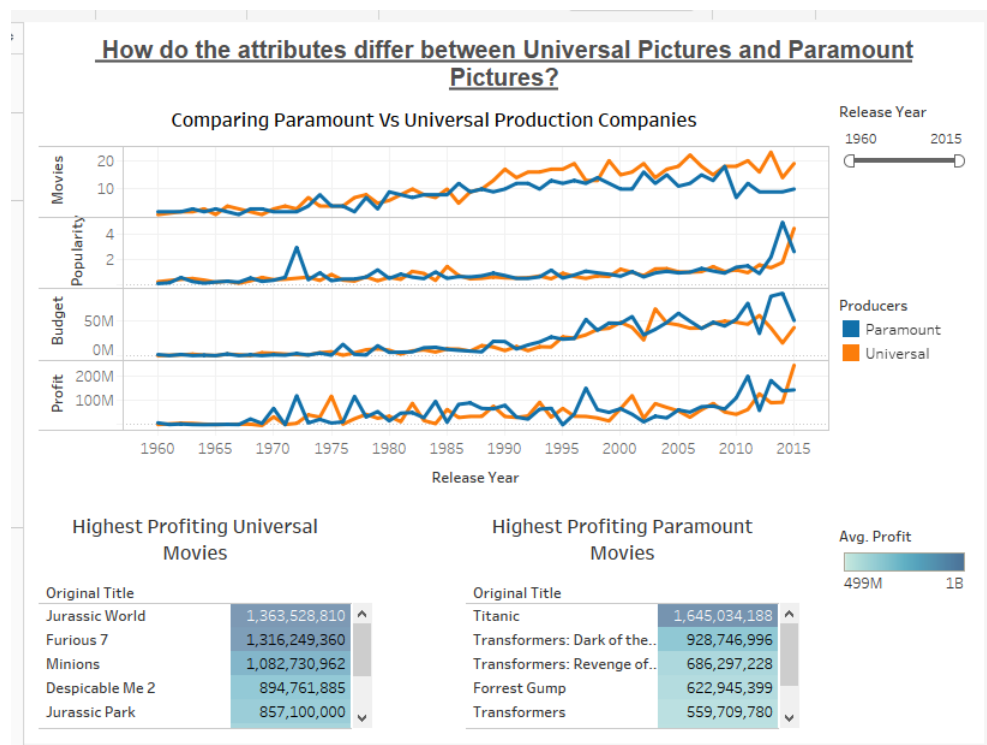 How do the attributes differ between Universal Pictures and Paramount
Pictures?
Comparing Paramount Vs Universal Production Companies
Release Year
1960 2015
Movies
20
10
Popularity
4
2
Budget
50M
0M
Profit
200M
100M
1960 1965 1970 1975 1980 1985 1990 1995 2000 2005 2010 2015
Release Year
Producers
Paramount
Universal
Highest Profiting Universal
Movies
Original Title
Jurassic World 1,363,528,810
Furious 7 1,316,249,360
Minions 1,082,730,962
Despicable Me 2 894,761,885
Jurassic Park 857,100,000
Highest Profiting Paramount
Movies
Original Title
Titanic 1,645,034,188
Transformers: Dark of the.. 928,746,996
Transformers: Revenge of.. 686,297,228
Forrest Gump 622,945,399
Transformers 559,709,780
Avg. Profit
499M 1B